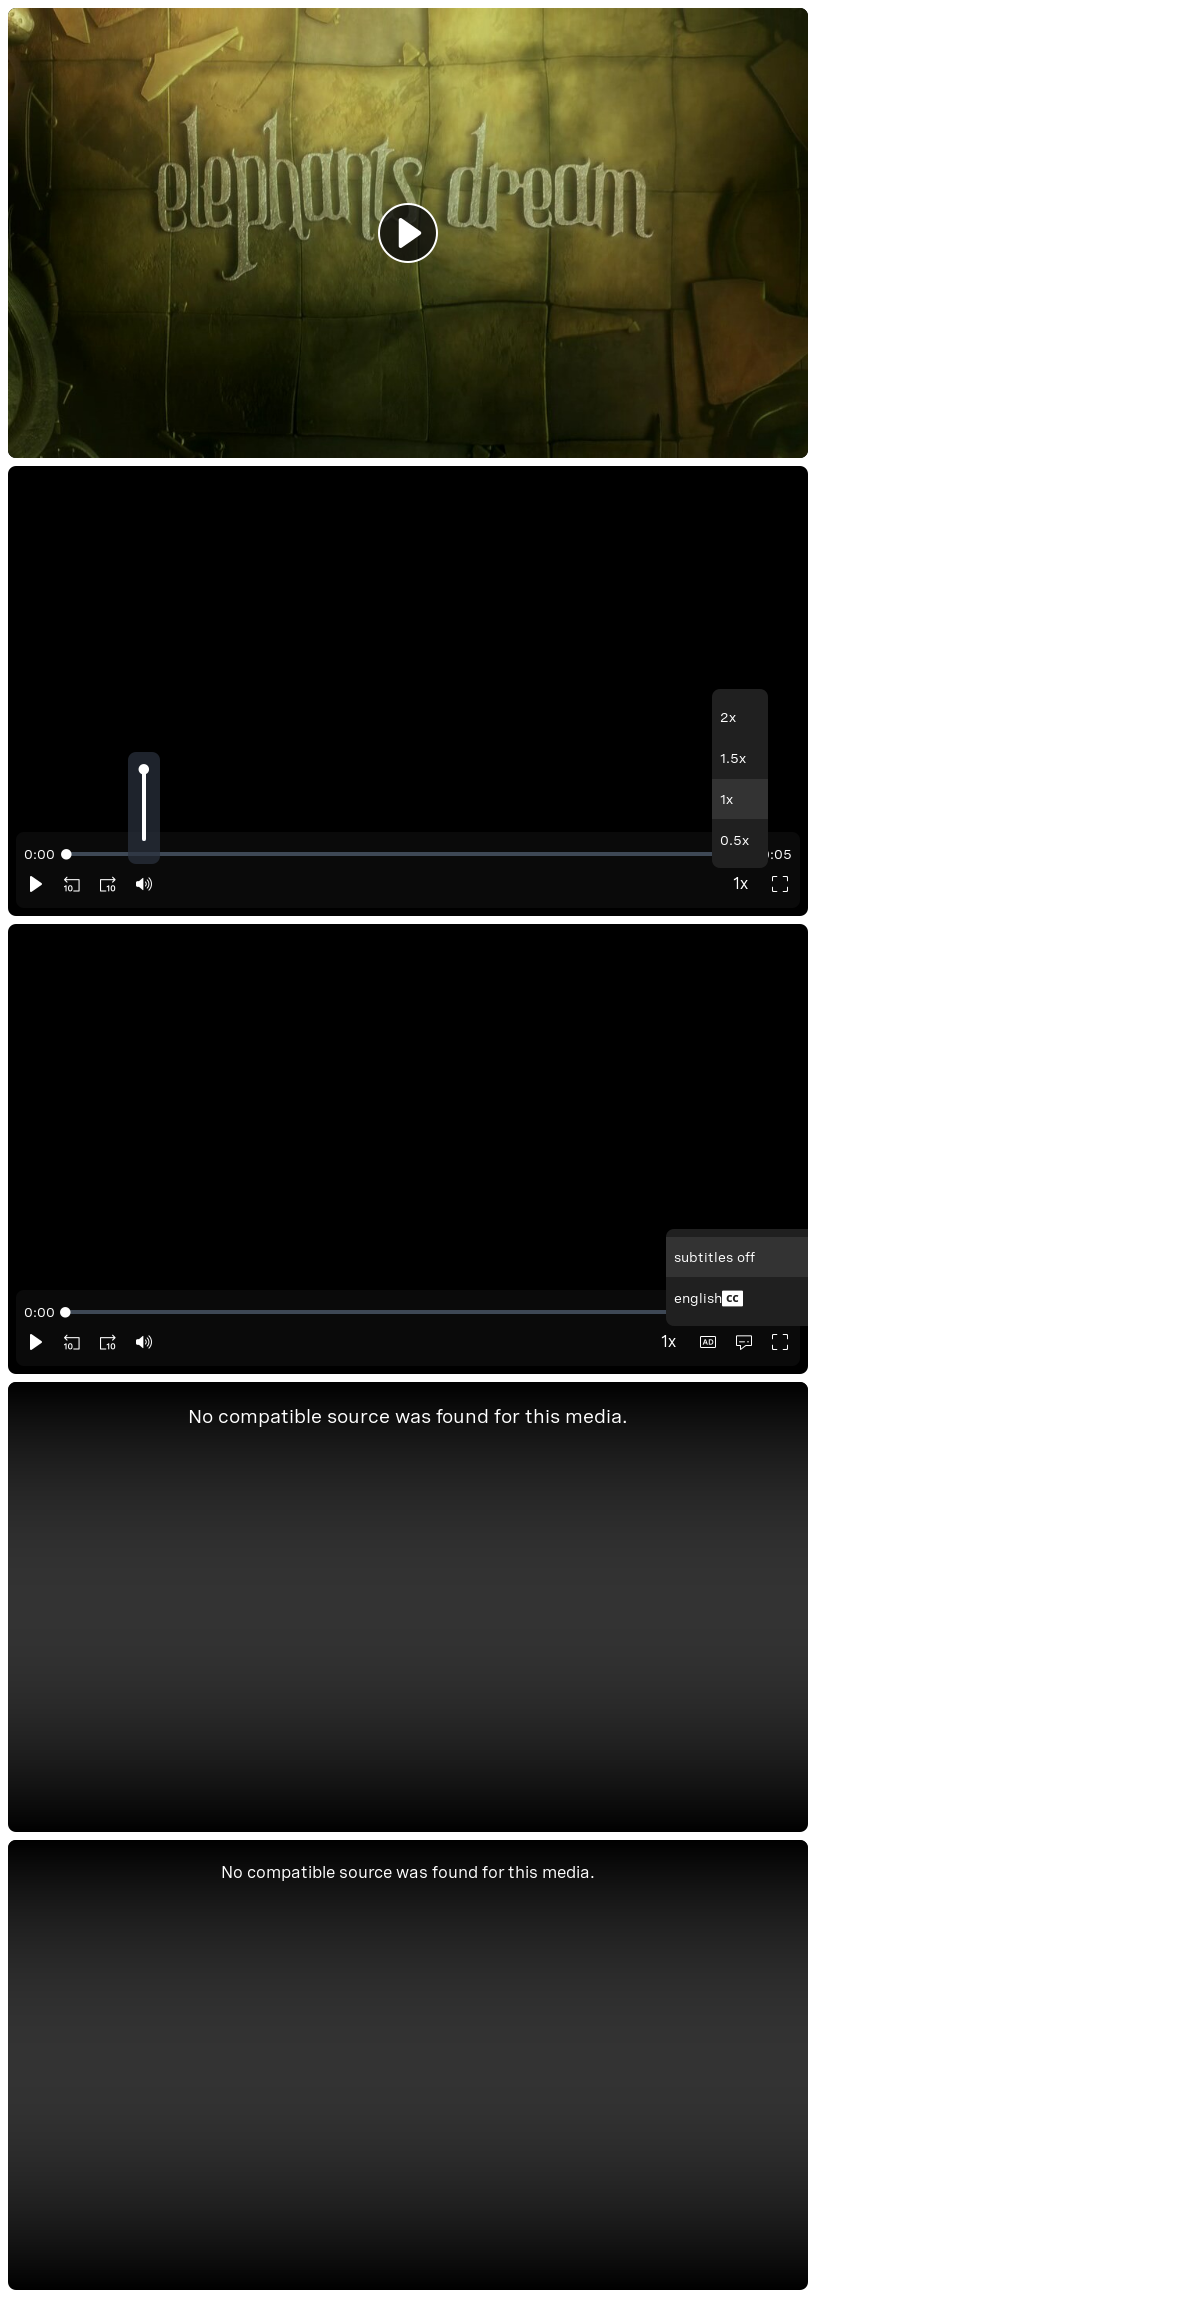 elephants dream
2x
1.5x
1x
0.5x
0:00
:05
10
10
1x
subtitles off
english CC
0:00
10
10
1x
AD
No compatible source was found for this media.
No compatible source was found for this media.